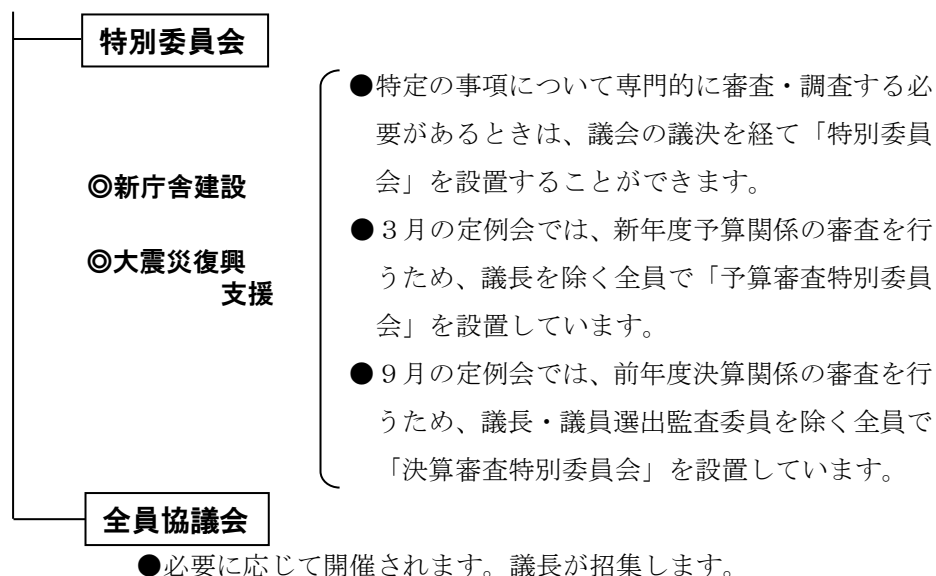 特別委員会
◎新庁舎建設
◎大震災復興
支援
●特定の事項について専門的に審査・調査する必
要があるときは、議会の議決を経て「特別委員
会」を設置することができます。
●３月の定例会では、新年度予算関係の審査を行
うため、議長を除く全員で「予算審査特別委員
会」を設置しています。
●９月の定例会では、前年度決算関係の審査を行
うため、議長・議員選出監査委員を除く全員で
「決算審査特別委員会」を設置しています。
全員協議会
●必要に応じて開催されます。議長が招集します。